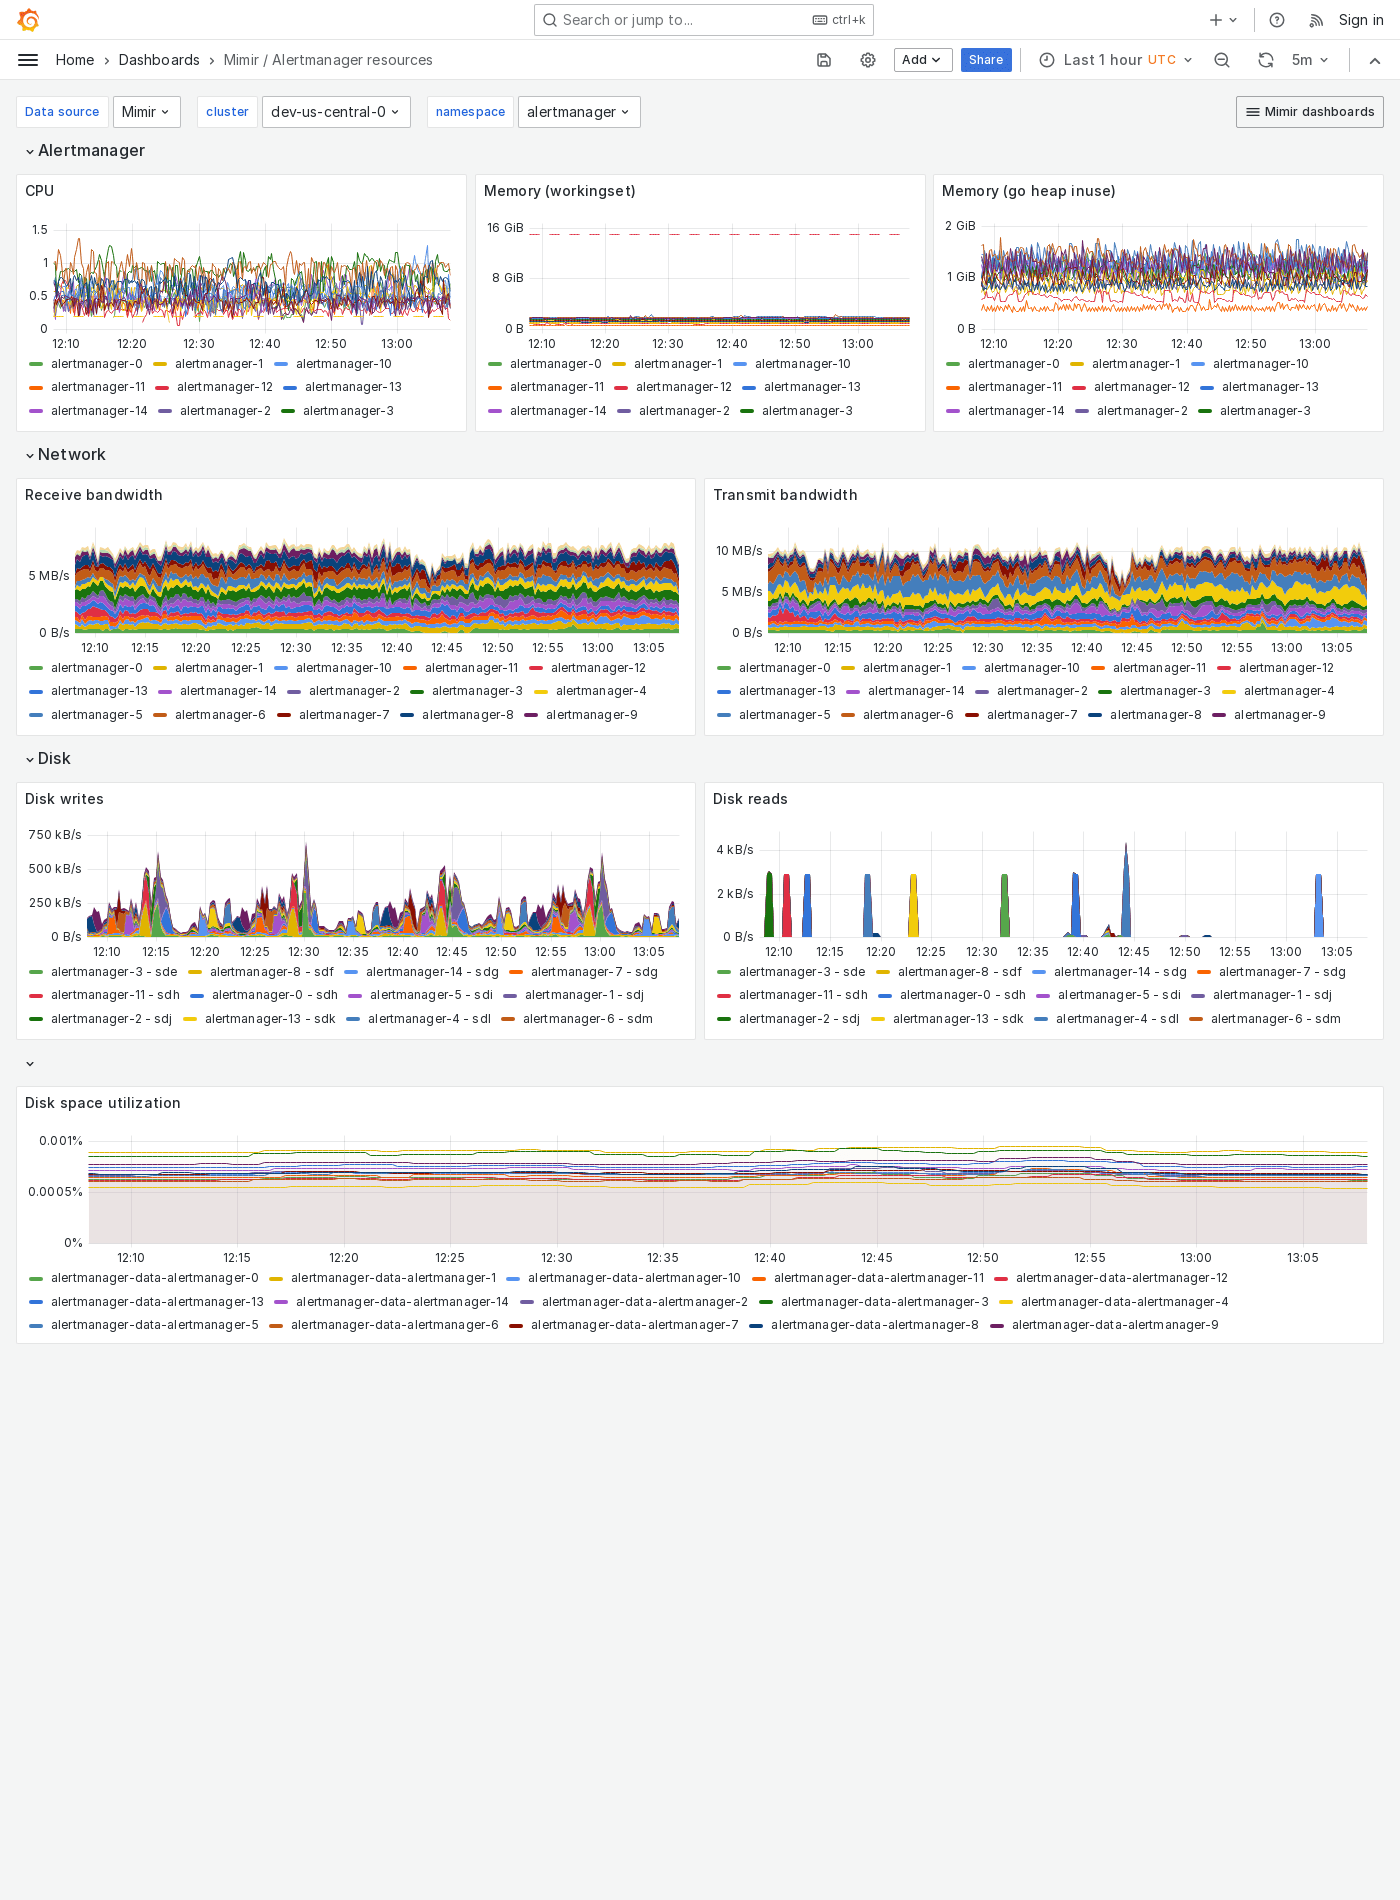 Search or jump to... ctrl+k Sign in
Home Dashboards Mimir / Alertmanager resources Add Share Last 1 hour UTC 5m
Data source Mimir cluster dev-us-central-0 namespace alertmanager Mimir dashboards
Alertmanager
CPU
1.5
1
0.5
0
12:10 12:20 12:30 12:40 12:50 13:00
alertmanager-0 alertmanager-1 alertmanager-10
alertmanager-11 alertmanager-12 alertmanager-13
alertmanager-14 alertmanager-2 alertmanager-3
Memory (workingset)
16 GiB
8 GiB
0 B
12:10 12:20 12:30 12:40 12:50 13:00
alertmanager-0 alertmanager-1 alertmanager-10
alertmanager-11 alertmanager-12 alertmanager-13
alertmanager-14 alertmanager-2 alertmanager-3
Memory (go heap inuse)
2 GiB
1 GiB
0 B
12:10 12:20 12:30 12:40 12:50 13:00
alertmanager-0 alertmanager-1 alertmanager-10
alertmanager-11 alertmanager-12 alertmanager-13
alertmanager-14 alertmanager-2 alertmanager-3
Network
Receive bandwidth
5 MB/s
0 B/s
12:10 12:15 12:20 12:25 12:30 12:35 12:40 12:45 12:50 12:55 13:00 13:05
alertmanager-0 alertmanager-1 alertmanager-10 alertmanager-11 alertmanager-12
alertmanager-13 alertmanager-14 alertmanager-2 alertmanager-3 alertmanager-4
alertmanager-5 alertmanager-6 alertmanager-7 alertmanager-8 alertmanager-9
Transmit bandwidth
10 MB/s
5 MB/s
0 B/s
12:10 12:15 12:20 12:25 12:30 12:35 12:40 12:45 12:50 12:55 13:00 13:05
alertmanager-0 alertmanager-1 alertmanager-10 alertmanager-11 alertmanager-12
alertmanager-13 alertmanager-14 alertmanager-2 alertmanager-3 alertmanager-4
alertmanager-5 alertmanager-6 alertmanager-7 alertmanager-8 alertmanager-9
Disk
Disk writes
750 kB/s
500 kB/s
250 kB/s
0 B/s
12:10 12:15 12:20 12:25 12:30 12:35 12:40 12:45 12:50 12:55 13:00 13:05
alertmanager-3 - sde alertmanager-8 - sdf alertmanager-14 - sdg alertmanager-7 - sdg
alertmanager-11 - sdh alertmanager-0 - sdh alertmanager-5 - sdi alertmanager-1 - sdj
alertmanager-2 - sdj alertmanager-13 - sdk alertmanager-4 - sdl alertmanager-6 - sdm
Disk reads
4 kB/s
2 kB/s
0 B/s
12:10 12:15 12:20 12:25 12:30 12:35 12:40 12:45 12:50 12:55 13:00 13:05
alertmanager-3 - sde alertmanager-8 - sdf alertmanager-14 - sdg alertmanager-7 - sdg
alertmanager-11 - sdh alertmanager-0 - sdh alertmanager-5 - sdi alertmanager-1 - sdj
alertmanager-2 - sdj alertmanager-13 - sdk alertmanager-4 - sdl alertmanager-6 - sdm
Disk space utilization
0.001%
0.0005%
0%
12:10 12:15 12:20 12:25 12:30 12:35 12:40 12:45 12:50 12:55 13:00 13:05
alertmanager-data-alertmanager-0 alertmanager-data-alertmanager-1 alertmanager-data-alertmanager-10 alertmanager-data-alertmanager-11 alertmanager-data-alertmanager-12
alertmanager-data-alertmanager-13 alertmanager-data-alertmanager-14 alertmanager-data-alertmanager-2 alertmanager-data-alertmanager-3 alertmanager-data-alertmanager-4
alertmanager-data-alertmanager-5 alertmanager-data-alertmanager-6 alertmanager-data-alertmanager-7 alertmanager-data-alertmanager-8 alertmanager-data-alertmanager-9